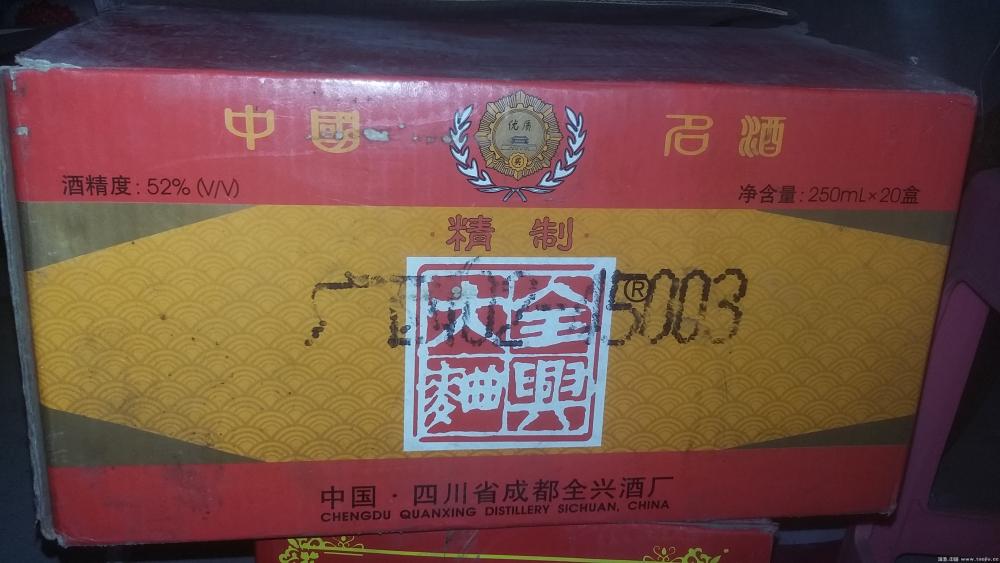 中國 名酒
优质
奖
酒精度: 52% (V/V)
净含量: 250mL×20盒
精制
全興大麯
®
中国·四川省成都全兴酒厂
CHENGDU QUANXING DISTILLERY SICHUAN, CHINA